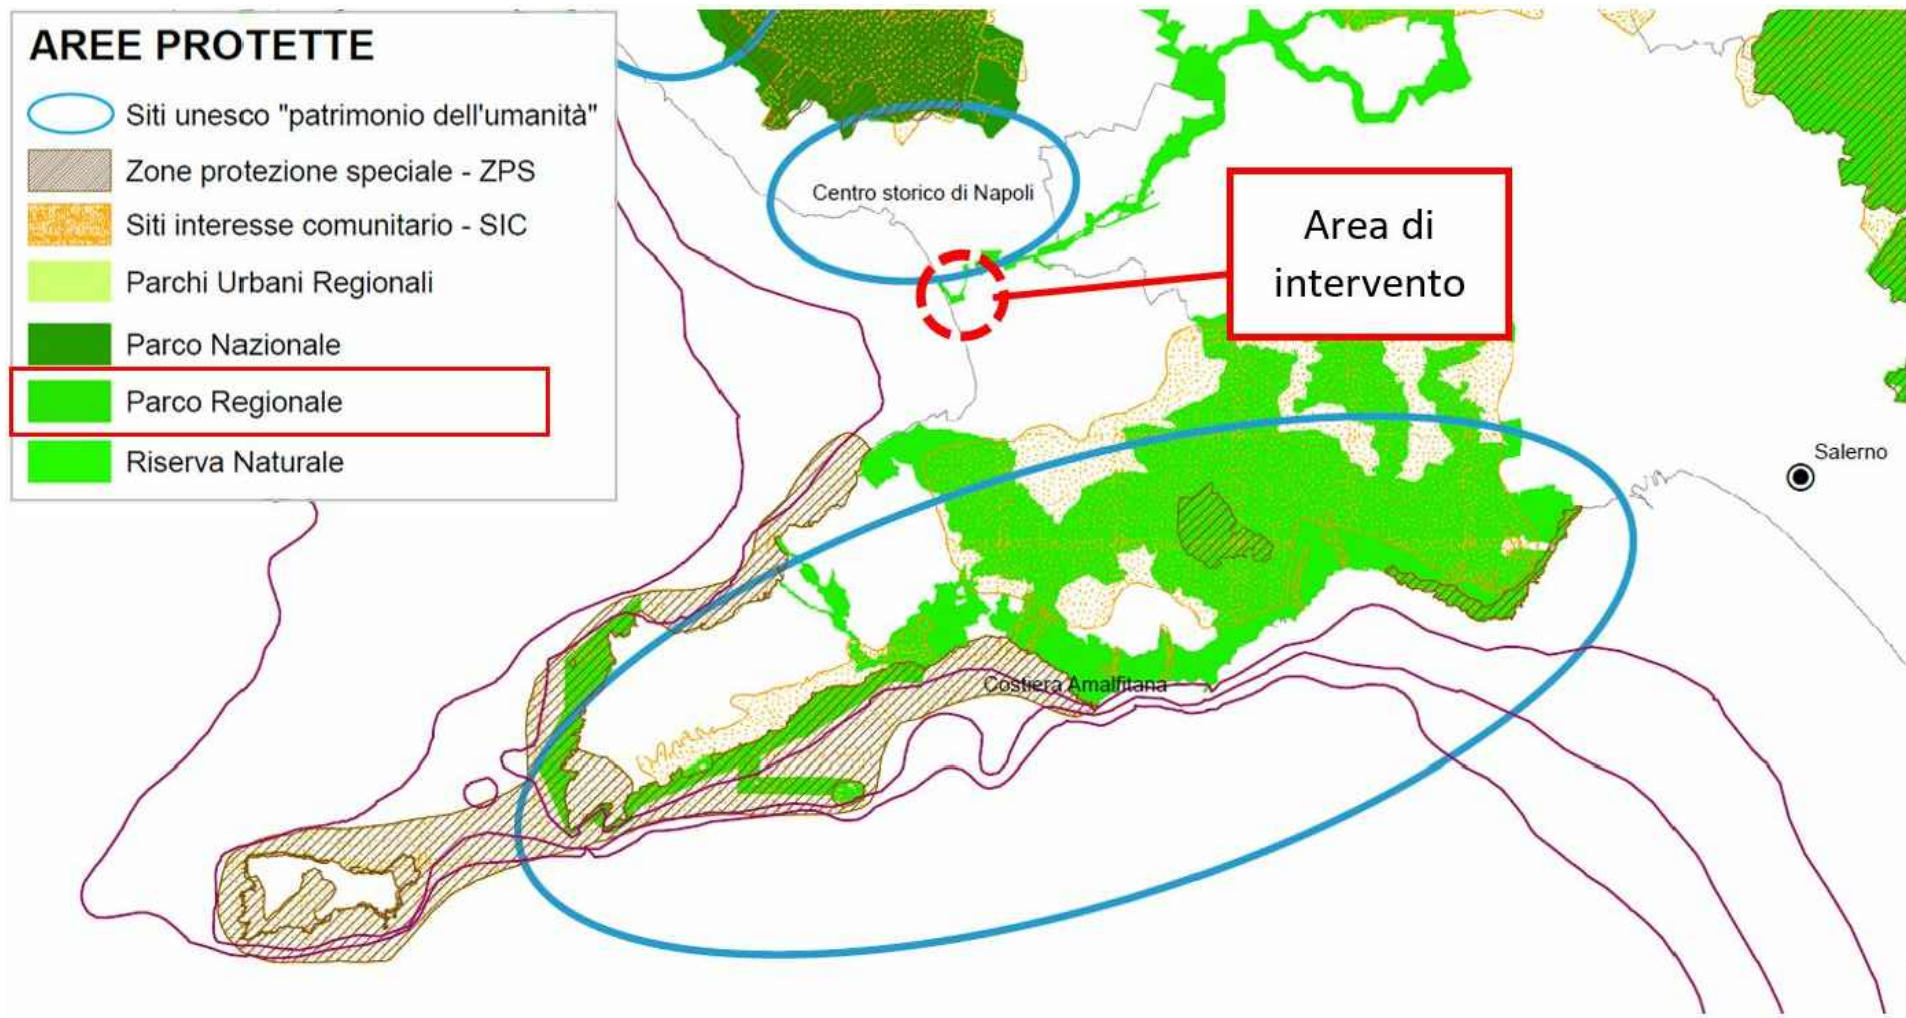 AREE PROTETTE
Siti unesco "patrimonio dell'umanità"
Zone protezione speciale - ZPS
Siti interesse comunitario - SIC
Parchi Urbani Regionali
Parco Nazionale
Parco Regionale
Riserva Naturale
Centro storico di Napoli
Area di
intervento
Salerno
Costiera Amalfitana